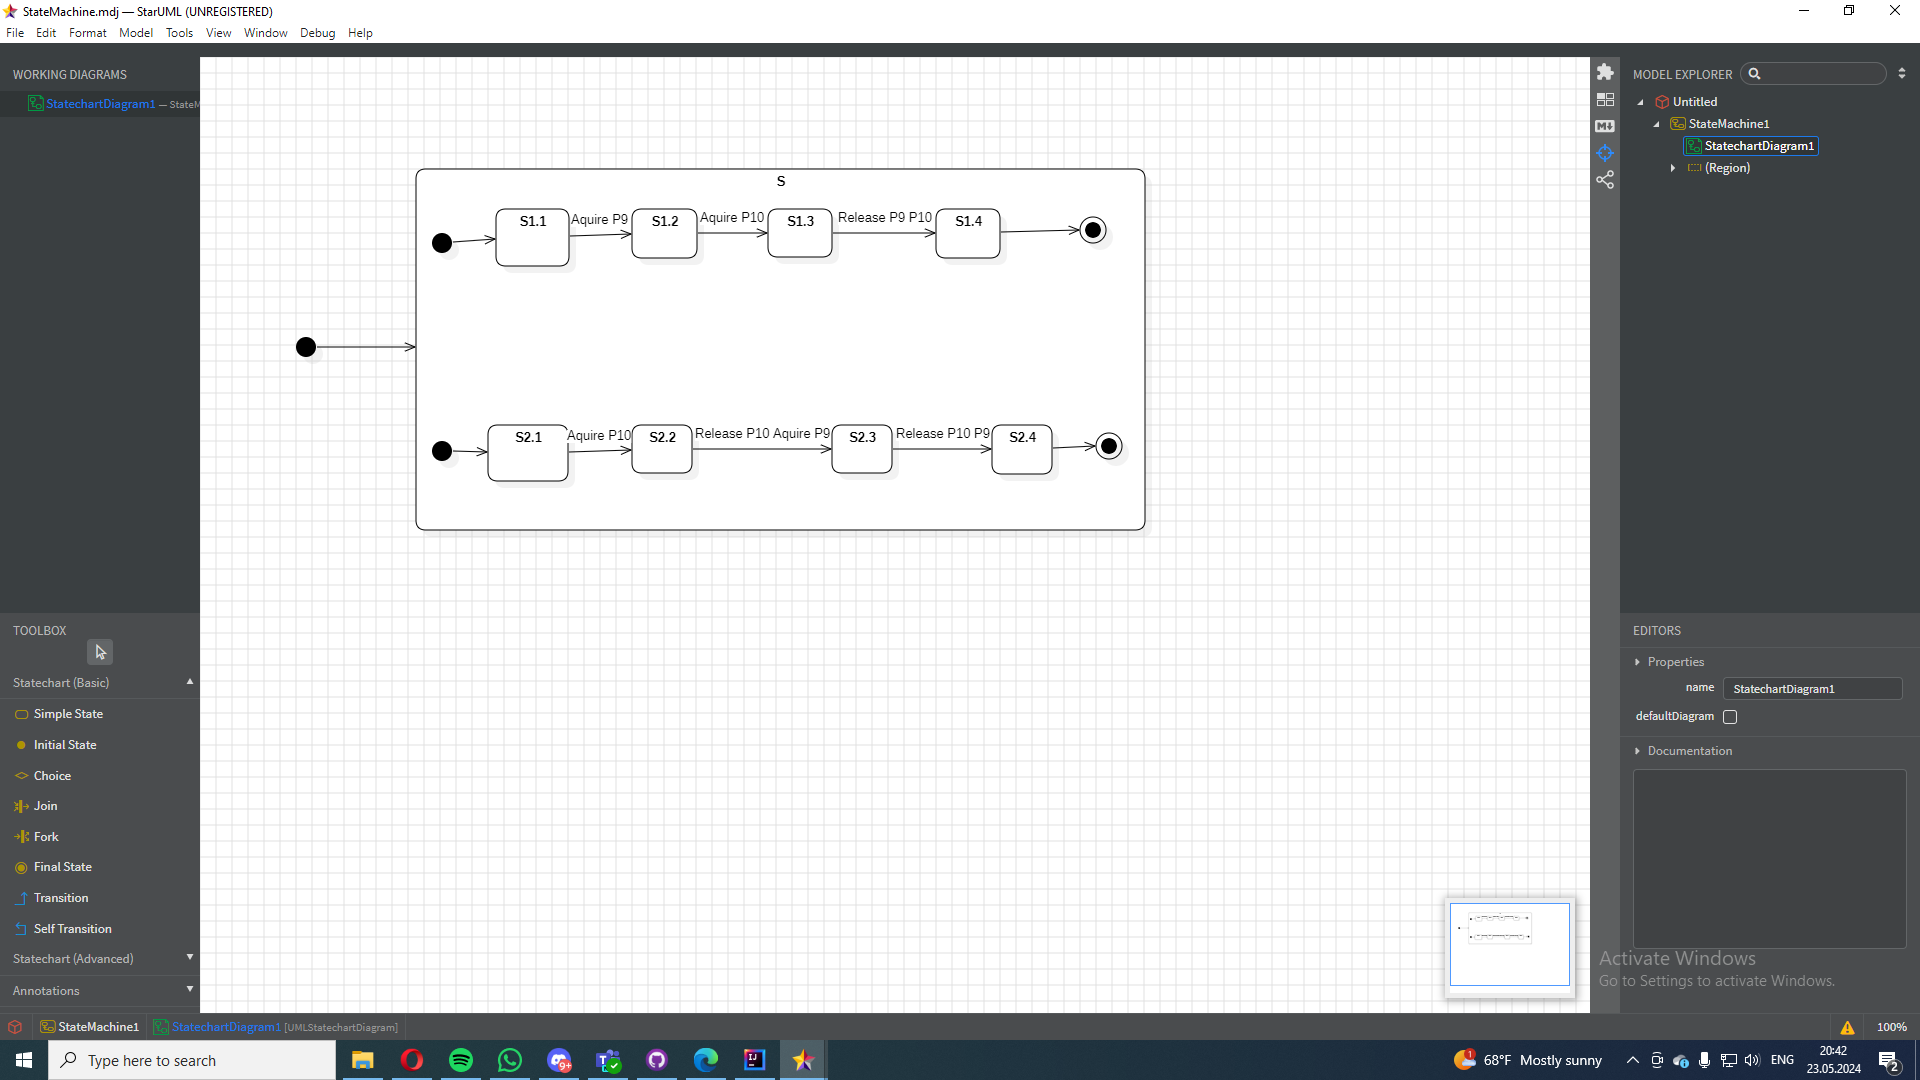 StateMachine.mdj — StarUML (UNREGISTERED)
File Edit Format Model Tools View Window Debug Help
WORKING DIAGRAMS
StatechartDiagram1 — StateM
S
S1.1 Aquire P9 S1.2 Aquire P10 S1.3 Release P9 P10 S1.4
S2.1 Aquire P10 S2.2 Release P10 Aquire P9 S2.3 Release P10 P9 S2.4
TOOLBOX
Statechart (Basic)
Simple State
Initial State
Choice
Join
Fork
Final State
Transition
Self Transition
Statechart (Advanced)
Annotations
MODEL EXPLORER
Untitled
StateMachine1
StatechartDiagram1
(Region)
EDITORS
Properties
name StatechartDiagram1
defaultDiagram
Documentation
Activate Windows
Go to Settings to activate Windows.
StateMachine1 StatechartDiagram1 [UMLStatechartDiagram] 100%
Type here to search 9+ 68°F Mostly sunny ENG 20:42
23.05.2024
2